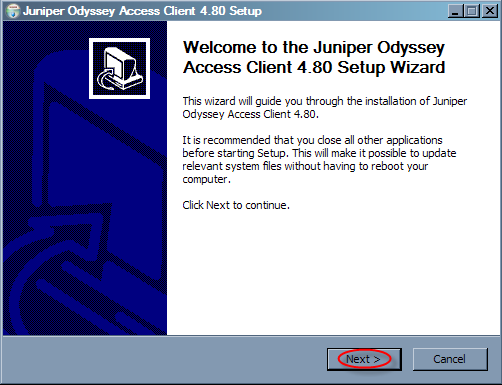 Juniper Odyssey Access Client 4.80 Setup
Welcome to the Juniper Odyssey
Access Client 4.80 Setup Wizard
This wizard will guide you through the installation of Juniper
Odyssey Access Client 4.80.
It is recommended that you close all other applications
before starting Setup. This will make it possible to update
relevant system files without having to reboot your
computer.
Click Next to continue.
Next >
Cancel